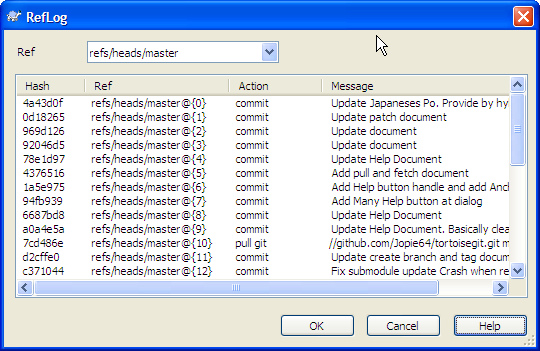 RefLog
Ref refs/heads/master
Hash Ref Action Message
4a43d0f refs/heads/master@{0} commit Update Japaneses Po. Provide by hy
0d18265 refs/heads/master@{1} commit Update patch document
969d126 refs/heads/master@{2} commit Update document
92046d5 refs/heads/master@{3} commit Update document
78e1d97 refs/heads/master@{4} commit Update Help Document
4376516 refs/heads/master@{5} commit Add pull and fetch document
1a5e975 refs/heads/master@{6} commit Add Help button handle and add Anc
94fb939 refs/heads/master@{7} commit Add Many Help button at dialog
6687bd8 refs/heads/master@{8} commit Update Help Document
a0a4e5a refs/heads/master@{9} commit Update Help Document. Basically clea
7cd486e refs/heads/master@{10} pull git //github.com/Jopie64/tortoisegit.git m
d2cffe0 refs/heads/master@{11} commit Update create branch and tag docum
c371044 refs/heads/master@{12} commit Fix submodule update Crash when re
OK Cancel Help